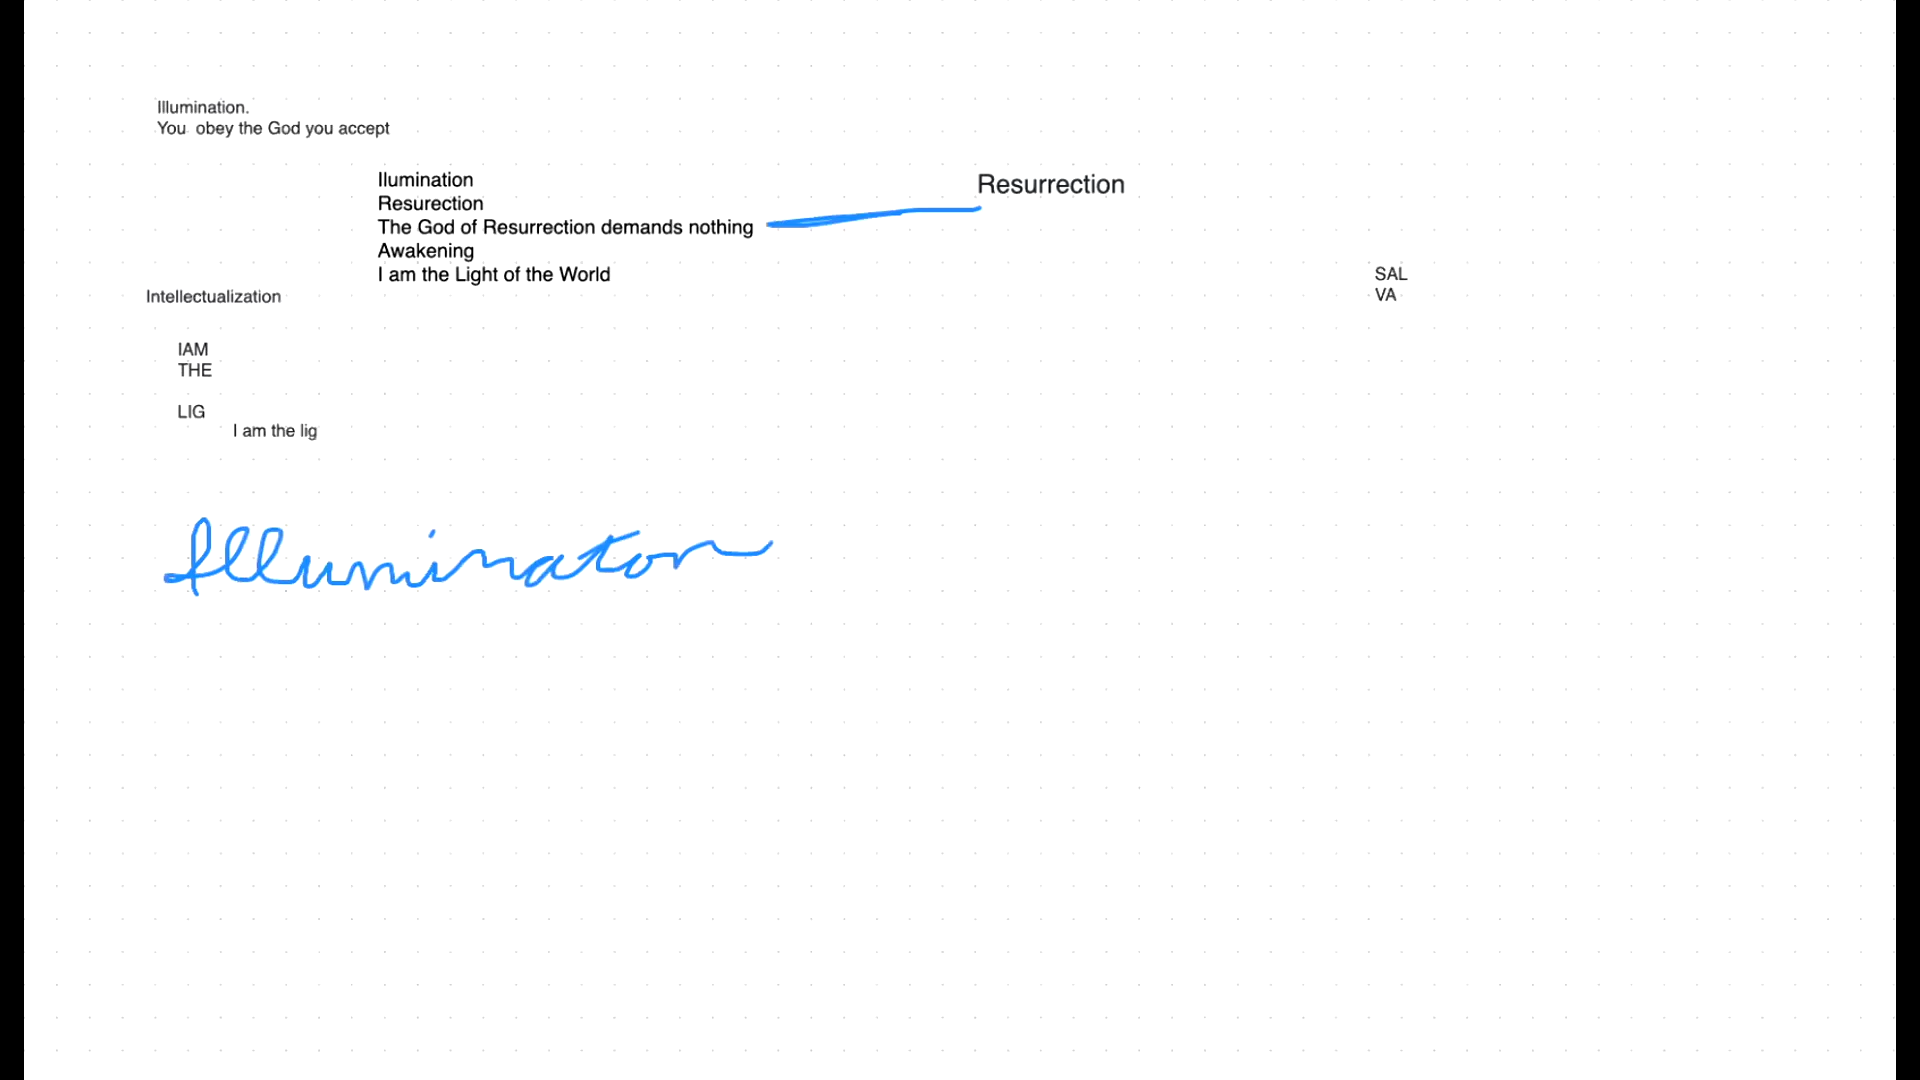 Illumination.
You obey the God you accept
Ilumination
Resurection
The God of Resurrection demands nothing
Awakening
I am the Light of the World
Resurrection
SAL
VA
Intellectualization
IAM
THE
LIG
I am the lig
Illuminaton